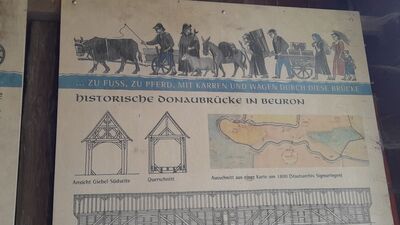 ... ZU FUSS, ZU PFERD, MIT KARREN UND WAGEN DURCH DIESE BRÜCKE
HISTORISCHE DONAUBRÜCKE IN BEURON
Ansicht Giebel Südseite
Querschnitt
Ausschnitt aus einer Karte um 1800 (Staatsarchiv Sigmaringen)